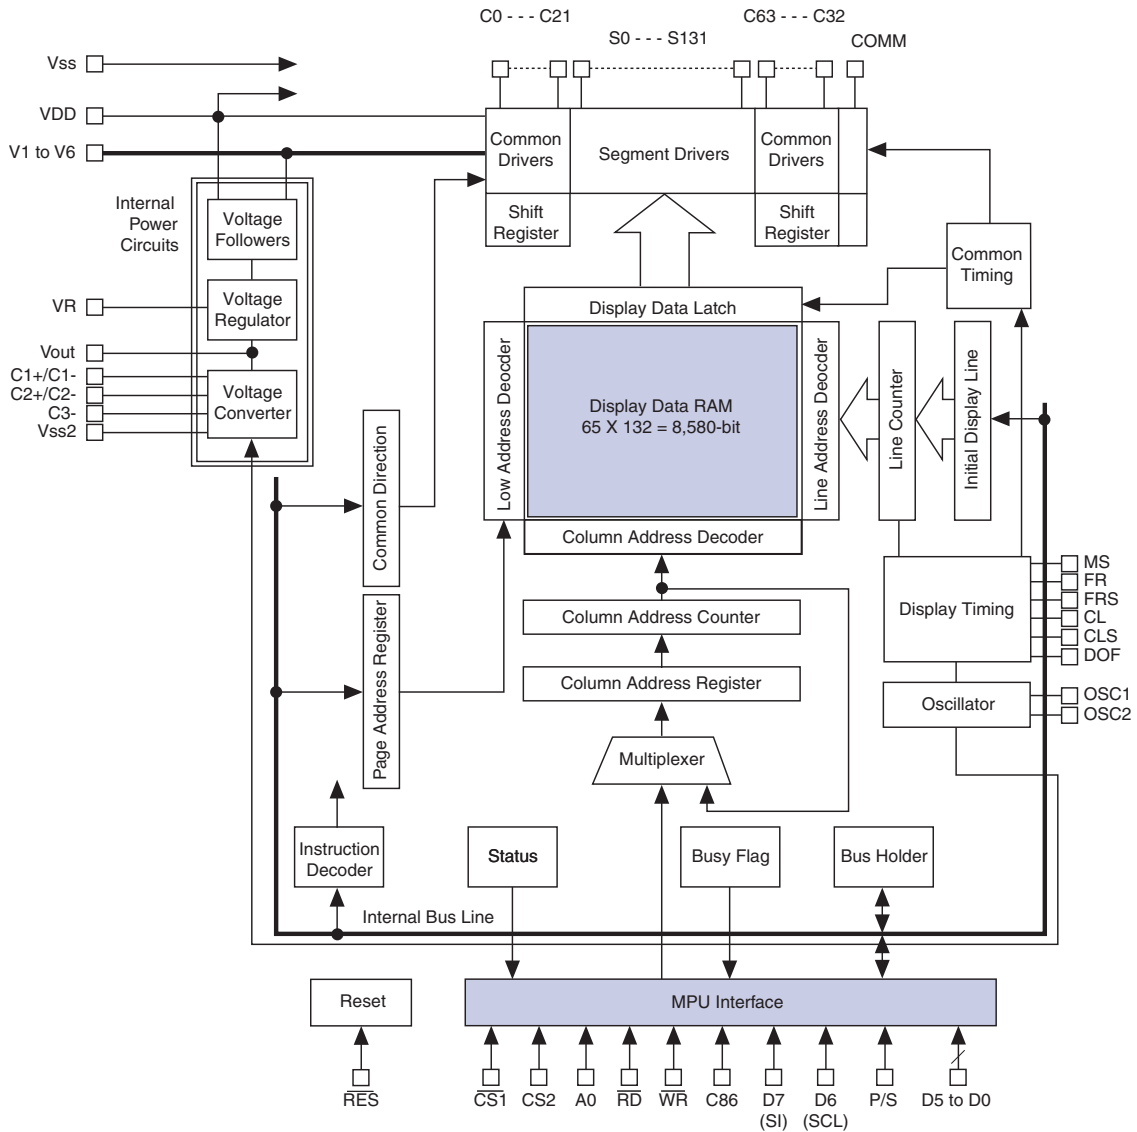 C0 - - - C21
C63 - - - C32
S0 - - - S131
COMM
Vss
VDD
V1 to V6
Common
Drivers
Segment Drivers
Common
Drivers
Shift
Register
Shift
Register
Internal
Power
Circuits
Voltage
Followers
Voltage
Regulator
Voltage
Converter
VR
Vout
C1+/C1-
C2+/C2-
C3-
Vss2
Common
Timing
Display Data Latch
Low Address Deocder
Display Data RAM
65 X 132 = 8,580-bit
Line Address Deocder
Line Counter
Initial Display Line
Column Address Decoder
Common Direction
Page Address Register
Column Address Counter
Column Address Register
Multiplexer
Display Timing
MS
FR
FRS
CL
CLS
DOF
Oscillator
OSC1
OSC2
Instruction
Decoder
Status
Busy Flag
Bus Holder
Internal Bus Line
Reset
MPU Interface
RES
CS1
CS2
A0
RD
WR
C86
D7
(SI)
D6
(SCL)
P/S
D5 to D0